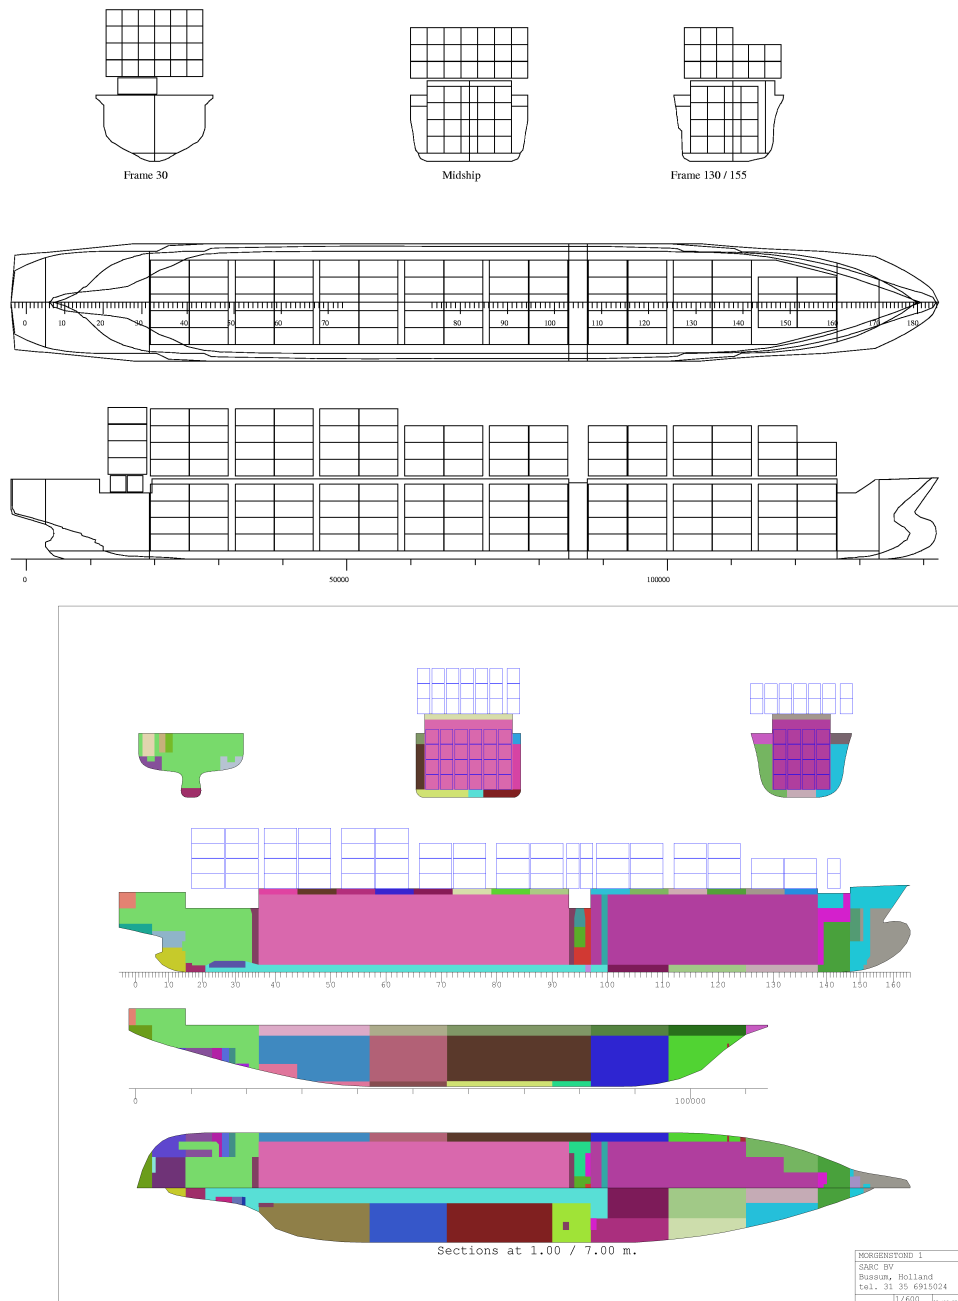 Frame 30 Midship Frame 130 / 155
0 10 20 30 40 50 60 70 80 90 100 110 120 130 140 150 160 170 180
0 50000 100000
0 10 20 30 40 50 60 70 80 90 100 110 120 130 140 150 160
0 100000
Sections at 1.00 / 7.00 m.
MORGENSTOND 1
SARC BV
Bussum, Holland
tel. 31 35 6915024
1/600